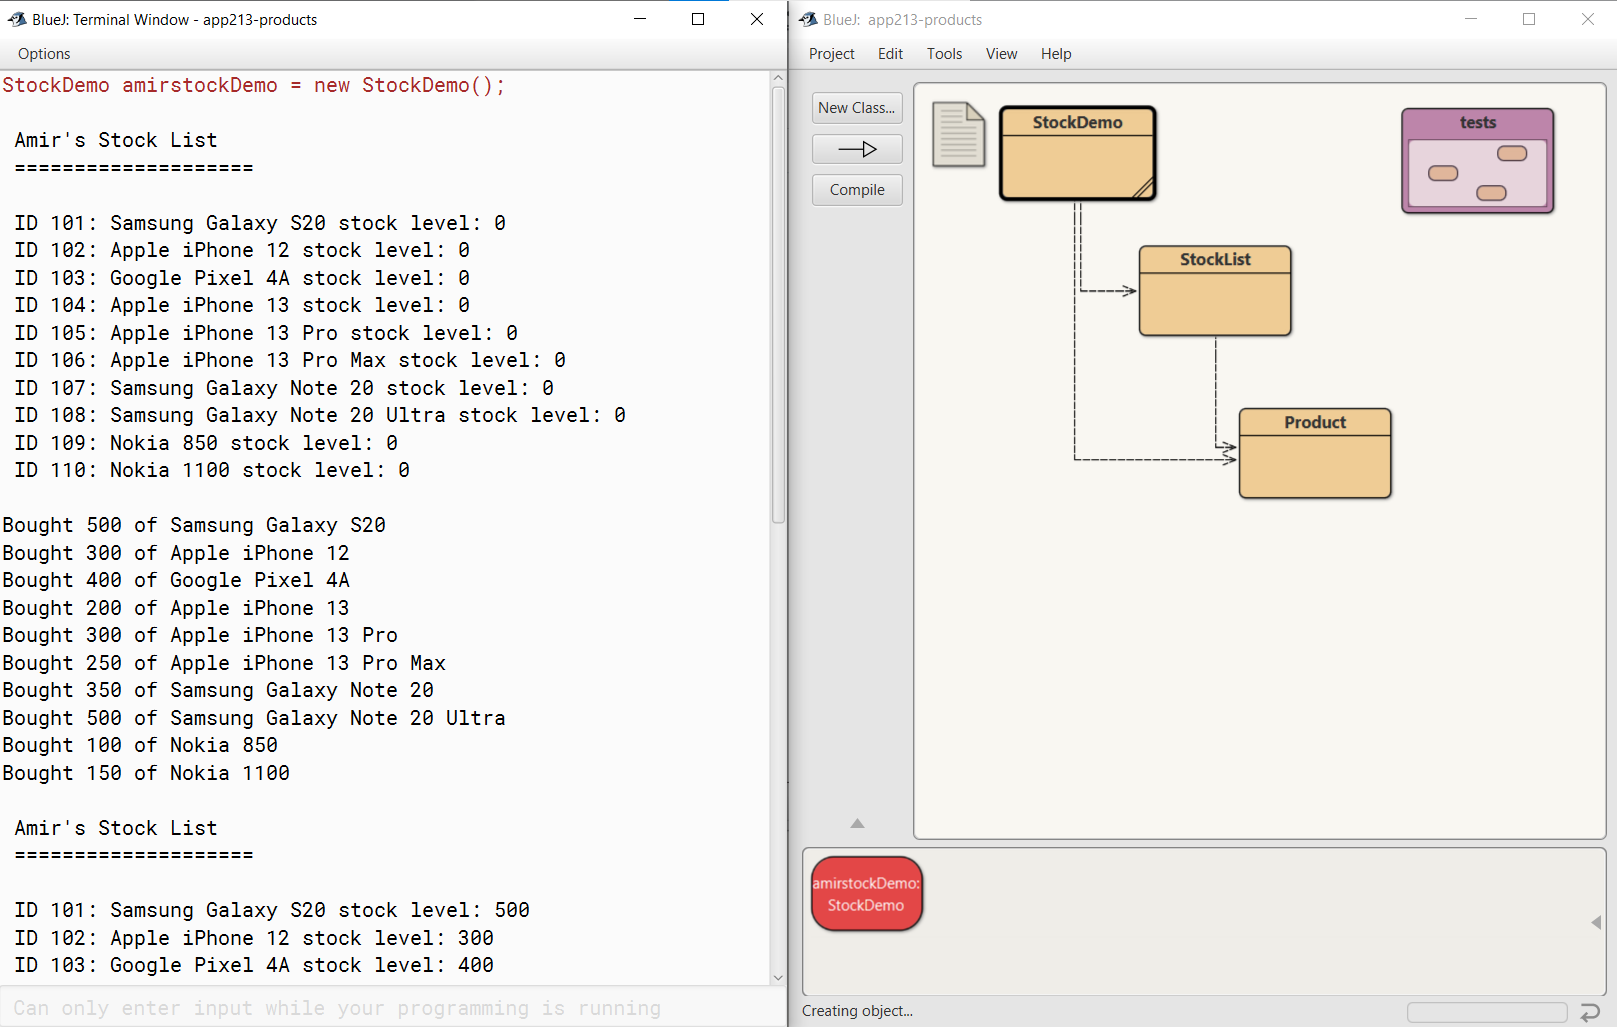 BlueJ: Terminal Window - app213-products
Options
StockDemo amirstockDemo = new StockDemo();
Amir's Stock List
====================
ID 101: Samsung Galaxy S20 stock level: 0
ID 102: Apple iPhone 12 stock level: 0
ID 103: Google Pixel 4A stock level: 0
ID 104: Apple iPhone 13 stock level: 0
ID 105: Apple iPhone 13 Pro stock level: 0
ID 106: Apple iPhone 13 Pro Max stock level: 0
ID 107: Samsung Galaxy Note 20 stock level: 0
ID 108: Samsung Galaxy Note 20 Ultra stock level: 0
ID 109: Nokia 850 stock level: 0
ID 110: Nokia 1100 stock level: 0
Bought 500 of Samsung Galaxy S20
Bought 300 of Apple iPhone 12
Bought 400 of Google Pixel 4A
Bought 200 of Apple iPhone 13
Bought 300 of Apple iPhone 13 Pro
Bought 250 of Apple iPhone 13 Pro Max
Bought 350 of Samsung Galaxy Note 20
Bought 500 of Samsung Galaxy Note 20 Ultra
Bought 100 of Nokia 850
Bought 150 of Nokia 1100
Amir's Stock List
====================
ID 101: Samsung Galaxy S20 stock level: 500
ID 102: Apple iPhone 12 stock level: 300
ID 103: Google Pixel 4A stock level: 400
Can only enter input while your programming is running
BlueJ: app213-products
Project Edit Tools View Help
New Class...
Compile
StockDemo
tests
StockList
Product
amirstockDemo:
StockDemo
Creating object...